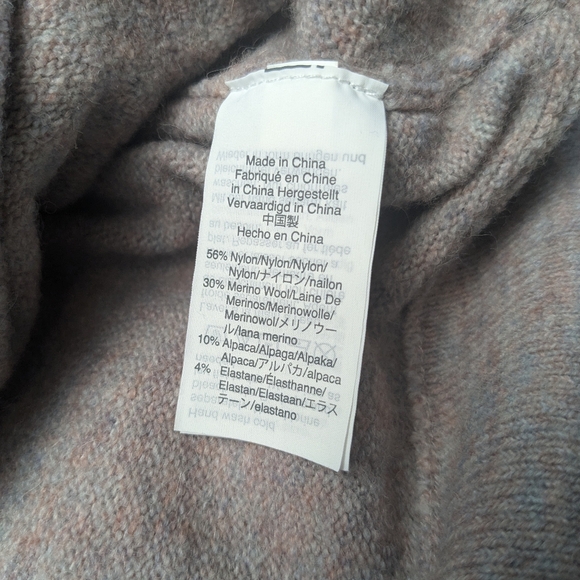 Made in China
Fabriqué en Chine
in China Hergestellt
Vervaardigd in China
中国製
Hecho en China
56% Nylon/Nylon/Nylon/
Nylon/ナイロン/nailon
30% Merino Wool/Laine De
Merinos/Merinowolle/
Merinowol/メリノウー
ル/lana merino
10% Alpaca/Alpaga/Alpaka/
Alpaca/アルパカ/alpaca
4% Elastane/Élasthanne/
Elastan/Elastaan/エラス
テーン/elastano
Hand wash cold